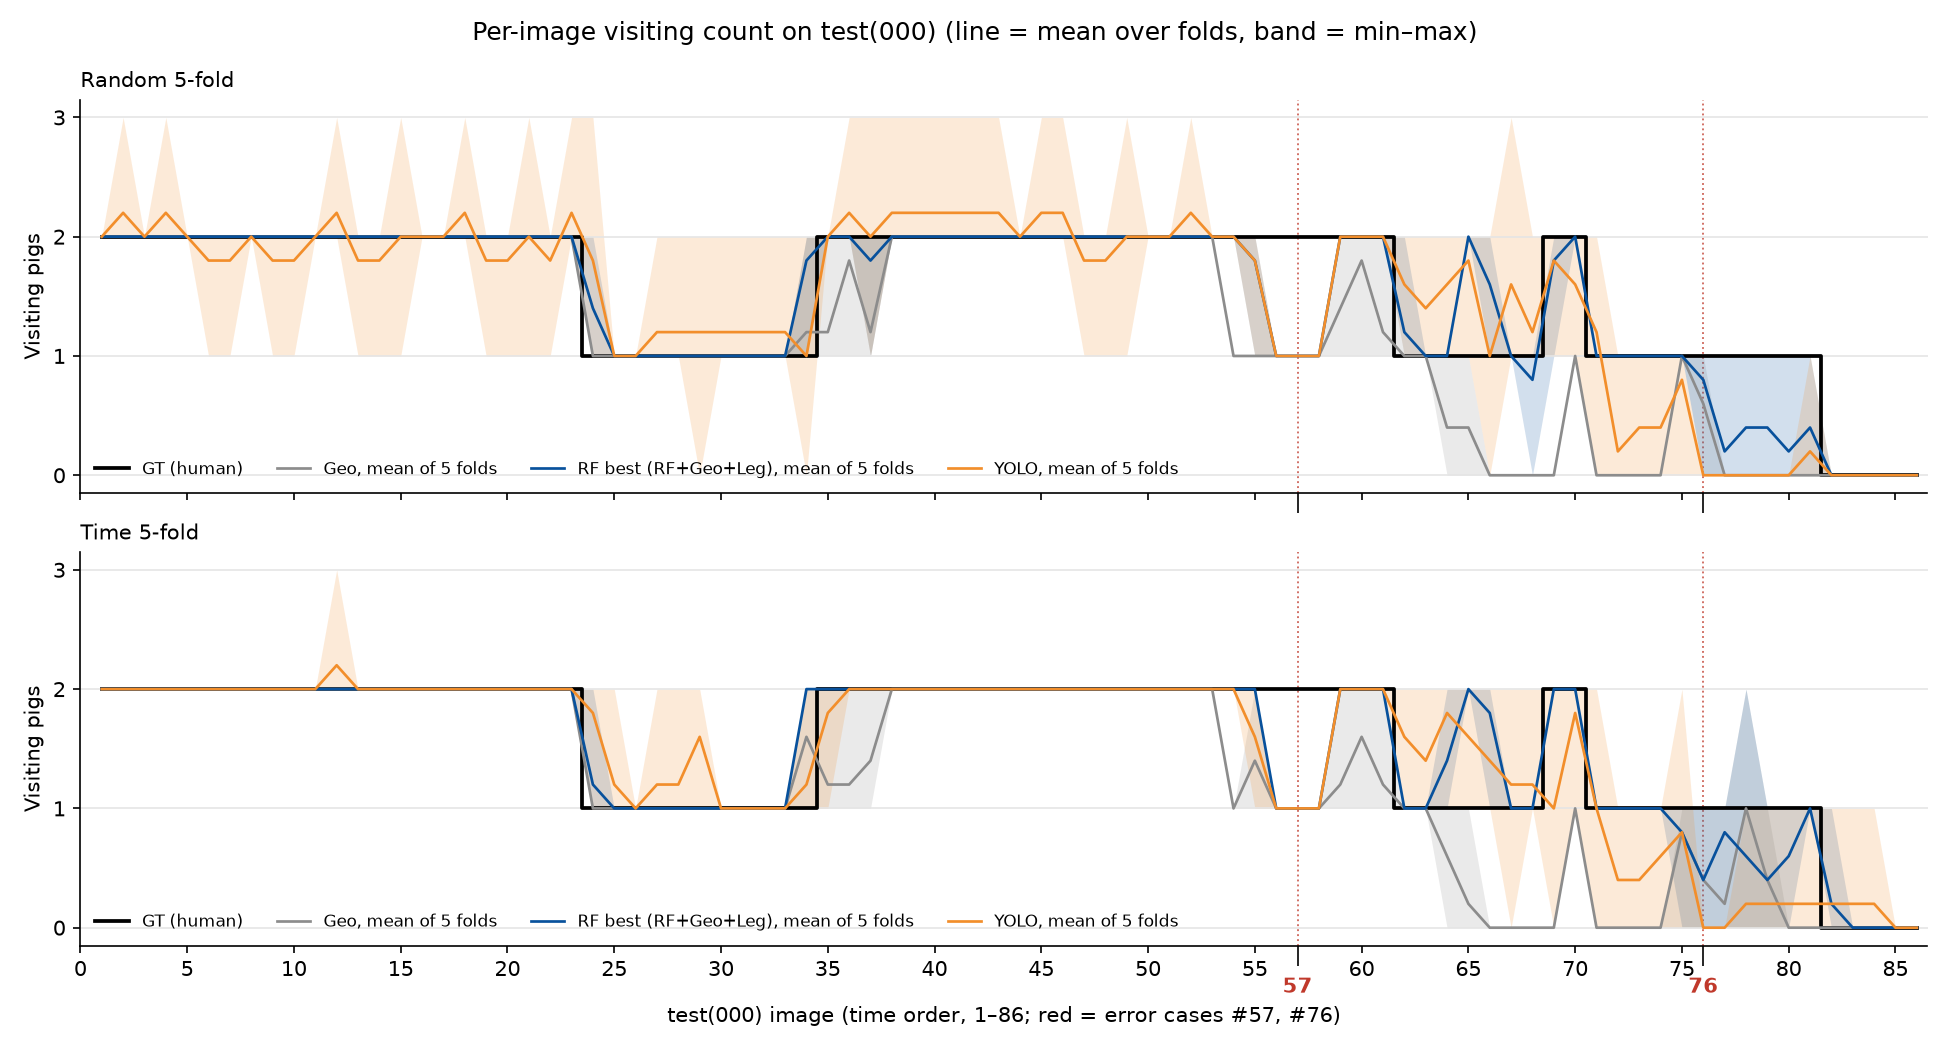 Per-image visiting count on test(000) (line = mean over folds, band = min–max)
Random 5-fold
3
2
1
0
Visiting pigs
GT (human)
Geo, mean of 5 folds
RF best (RF+Geo+Leg), mean of 5 folds
YOLO, mean of 5 folds
Time 5-fold
3
2
1
0
Visiting pigs
GT (human)
Geo, mean of 5 folds
RF best (RF+Geo+Leg), mean of 5 folds
YOLO, mean of 5 folds
0 5 10 15 20 25 30 35 40 45 50 55 60 65 70 75 80 85
57 76
test(000) image (time order, 1–86; red = error cases #57, #76)